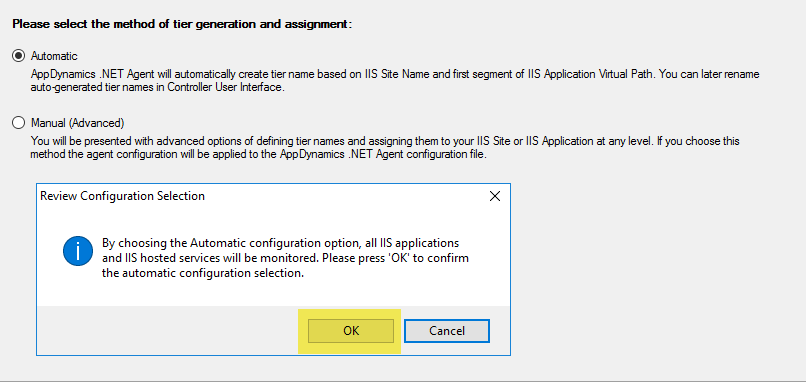 Please select the method of tier generation and assignment:
Automatic
AppDynamics .NET Agent will automatically create tier name based on IIS Site Name and first segment of IIS Application Virtual Path. You can later rename
auto-generated tier names in Controller User Interface.
Manual (Advanced)
You will be presented with advanced options of defining tier names and assigning them to your IIS Site or IIS Application at any level. If you choose this
method the agent configuration will be applied to the AppDynamics .NET Agent configuration file.
Review Configuration Selection
By choosing the Automatic configuration option, all IIS applications
and IIS hosted services will be monitored. Please press 'OK' to confirm
the automatic configuration selection.
OK Cancel